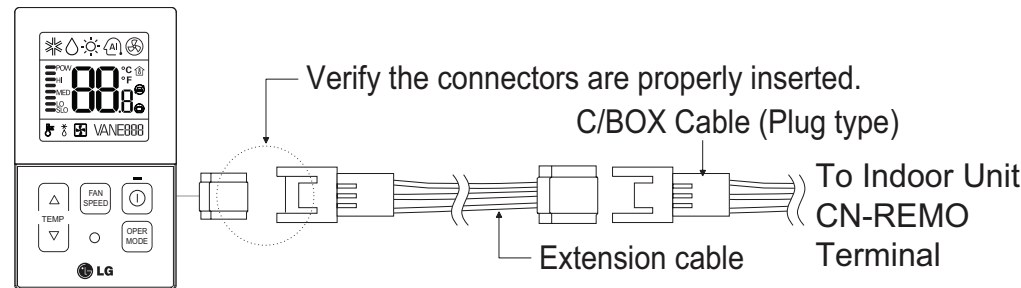 AI
POW
HI
MED
LO
SLO
88.8
°C
°F
VANE888
Verify the connectors are properly inserted.
C/BOX Cable (Plug type)
To Indoor Unit
CN-REMO
Terminal
Extension cable
TEMP
FAN
SPEED
OPER
MODE
LG